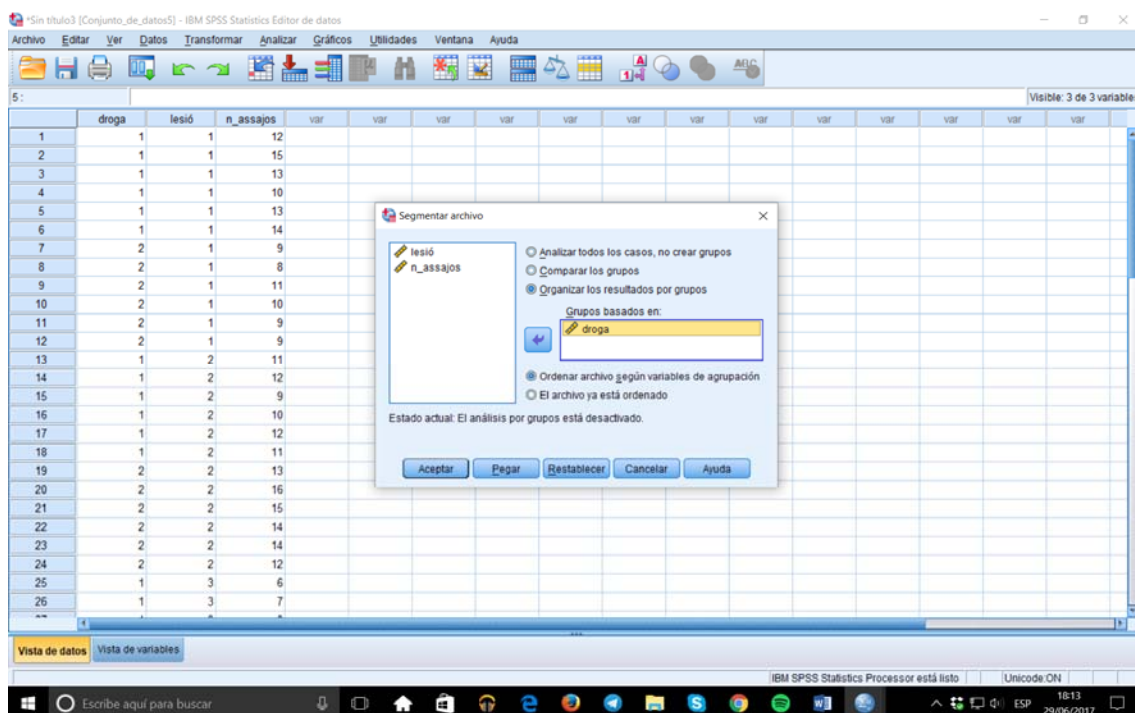 *Sin título3 [Conjunto_de_datos5] - IBM SPSS Statistics Editor de datos
Archivo Editar Ver Datos Transformar Analizar Gráficos Utilidades Ventana Ayuda
5 :
Visible: 3 de 3 variable
droga lesió n_assajos var var var var var var var var var var var var var
1 1 1 12
2 1 1 15
3 1 1 13
4 1 1 10
5 1 1 13
6 1 1 14
7 2 1 9
8 2 1 8
9 2 1 11
10 2 1 10
11 2 1 9
12 2 1 9
13 1 2 11
14 1 2 12
15 1 2 9
16 1 2 10
17 1 2 12
18 1 2 11
19 2 2 13
20 2 2 16
21 2 2 15
22 2 2 14
23 2 2 14
24 2 2 12
25 1 3 6
26 1 3 7
Segmentar archivo
lesió
n_assajos
Analizar todos los casos, no crear grupos
Comparar los grupos
Organizar los resultados por grupos
Grupos basados en:
droga
Ordenar archivo según variables de agrupación
El archivo ya está ordenado
Estado actual: El análisis por grupos está desactivado.
Aceptar Pegar Restablecer Cancelar Ayuda
Vista de datos Vista de variables
IBM SPSS Statistics Processor está listo Unicode:ON
Escribe aquí para buscar
ESP
18:13
29/06/2017